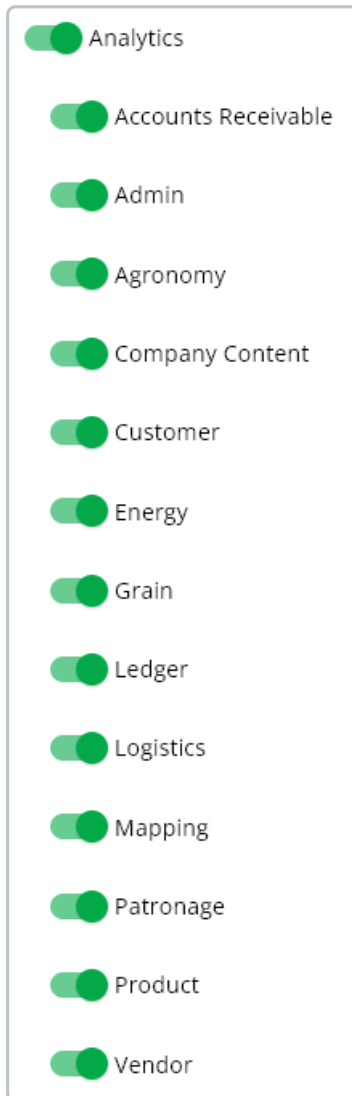 Analytics
Accounts Receivable
Admin
Agronomy
Company Content
Customer
Energy
Grain
Ledger
Logistics
Mapping
Patronage
Product
Vendor